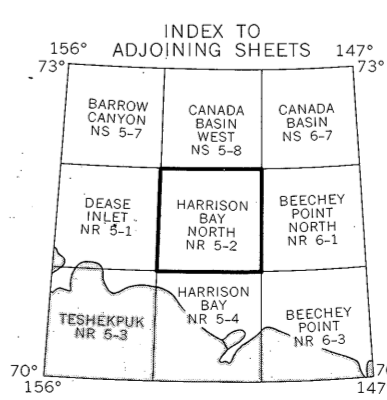 INDEX TO
ADJOINING SHEETS
156°
147°
73°
73°
BARROW
CANYON
NS 5-7
CANADA
BASIN
WEST
NS 5-8
CANADA
BASIN
NS 6-7
DEASE
INLET
NR 5-1
HARRISON
BAY
NORTH
NR 5-2
BEECHEY
POINT
NORTH
NR 6-1
TESHEKPUK
NR 5-3
HARRISON
BAY
NR 5-4
BEECHEY
POINT
NR 6-3
70°
70
156°
147